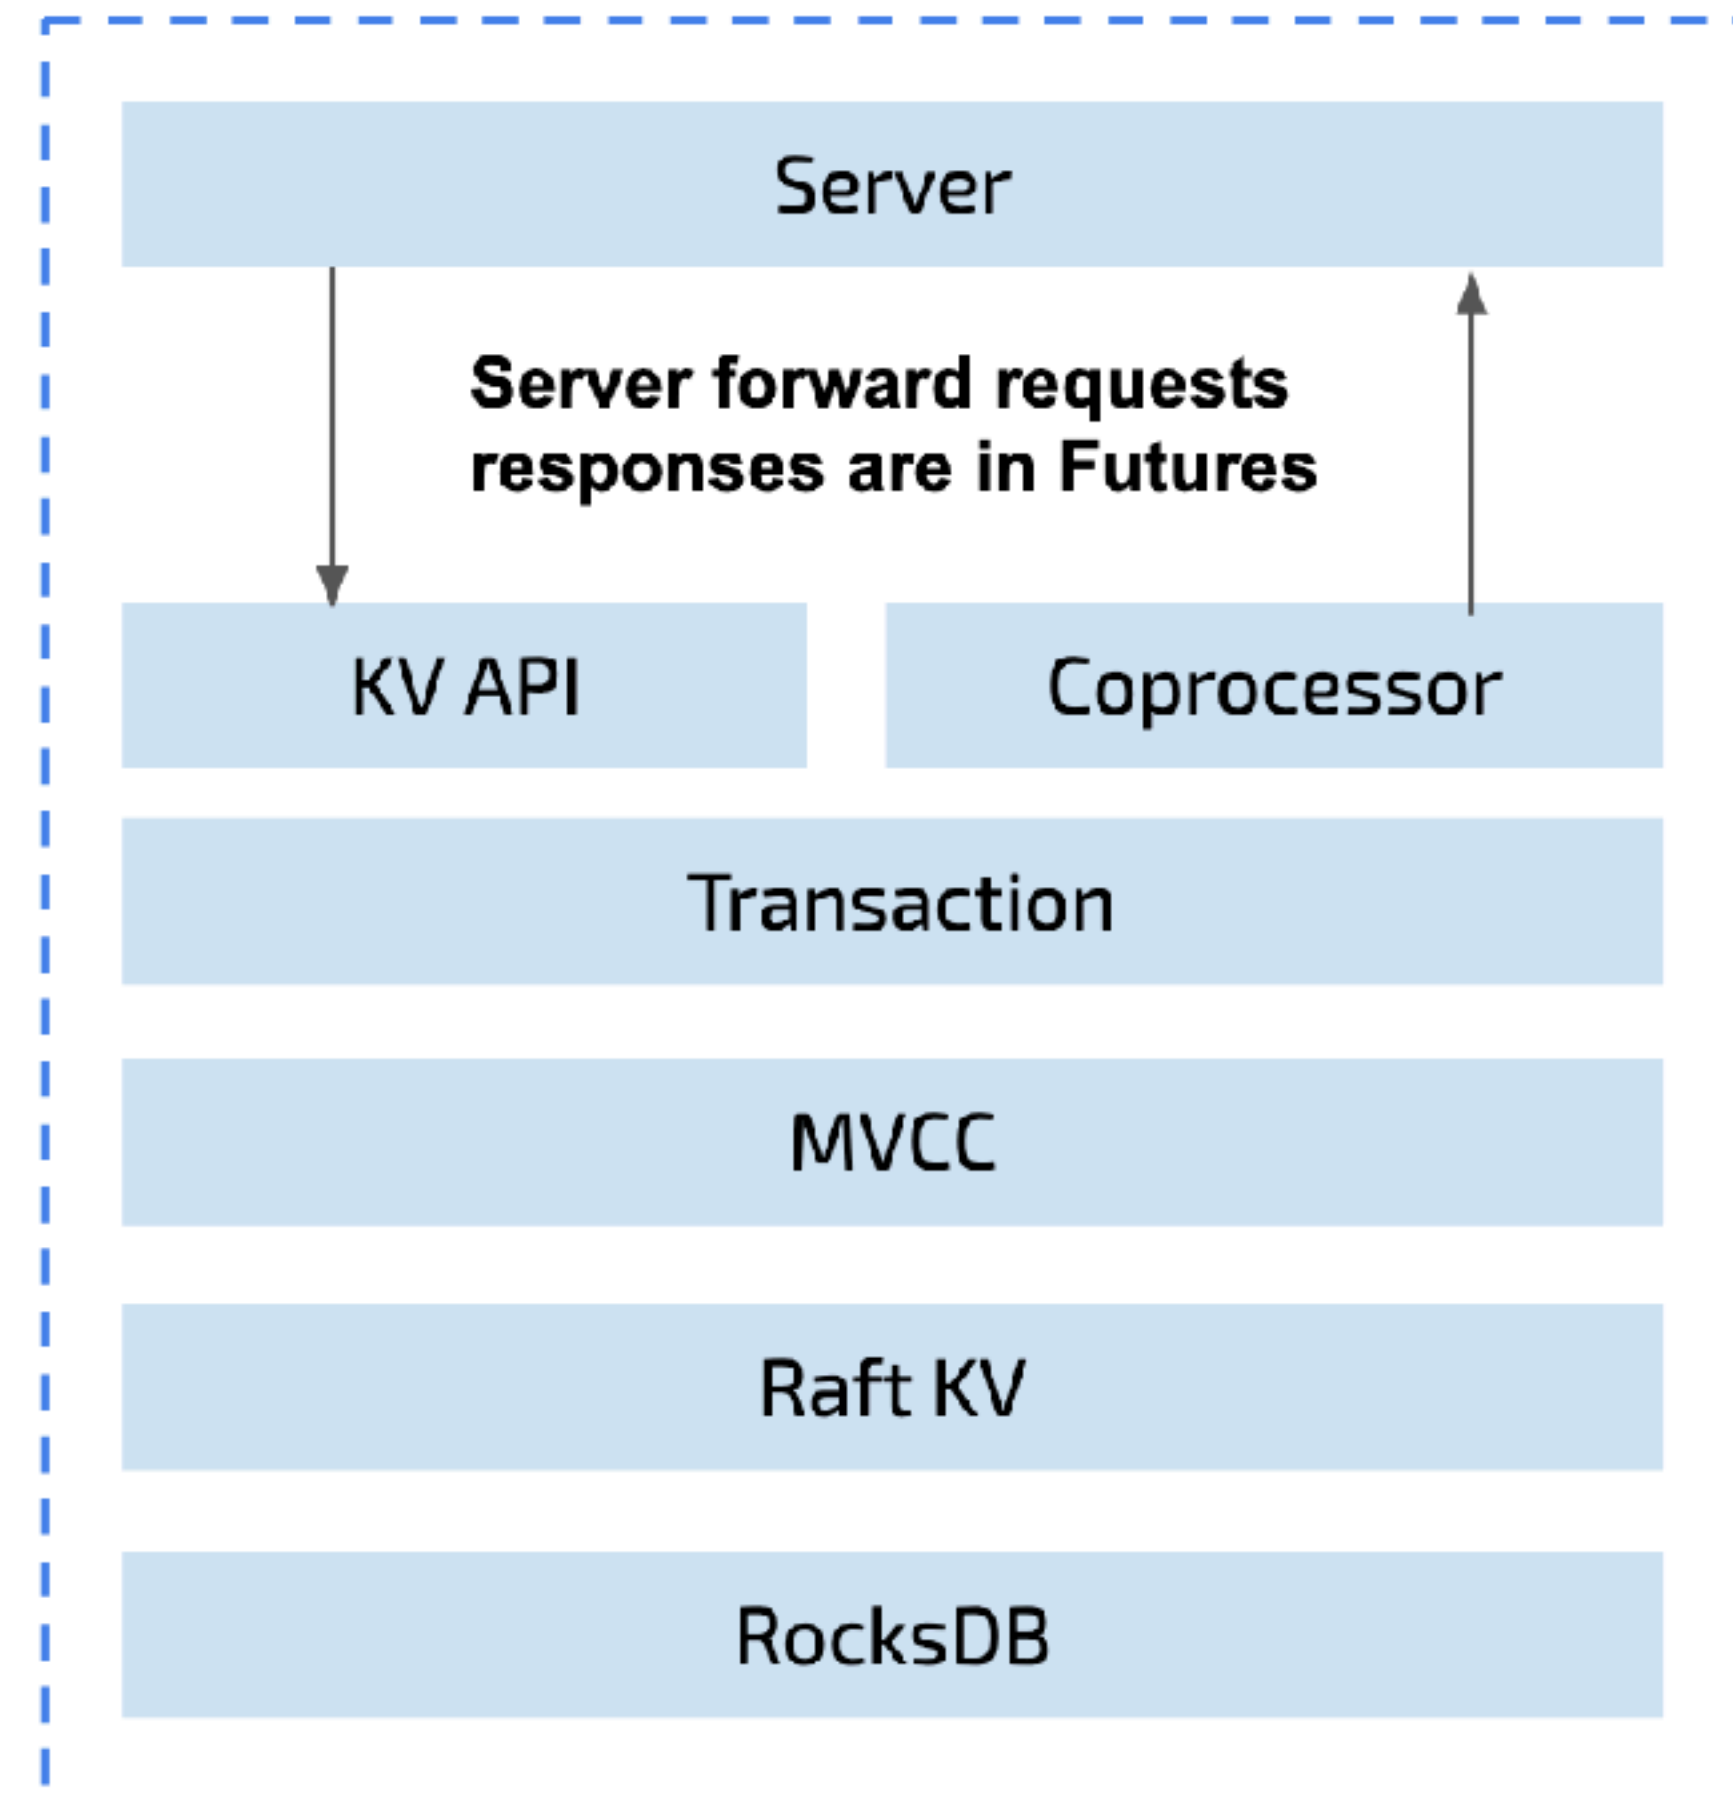 Server
Server forward requests
responses are in Futures
KV API
Coprocessor
Transaction
MVCC
Raft KV
RocksDB